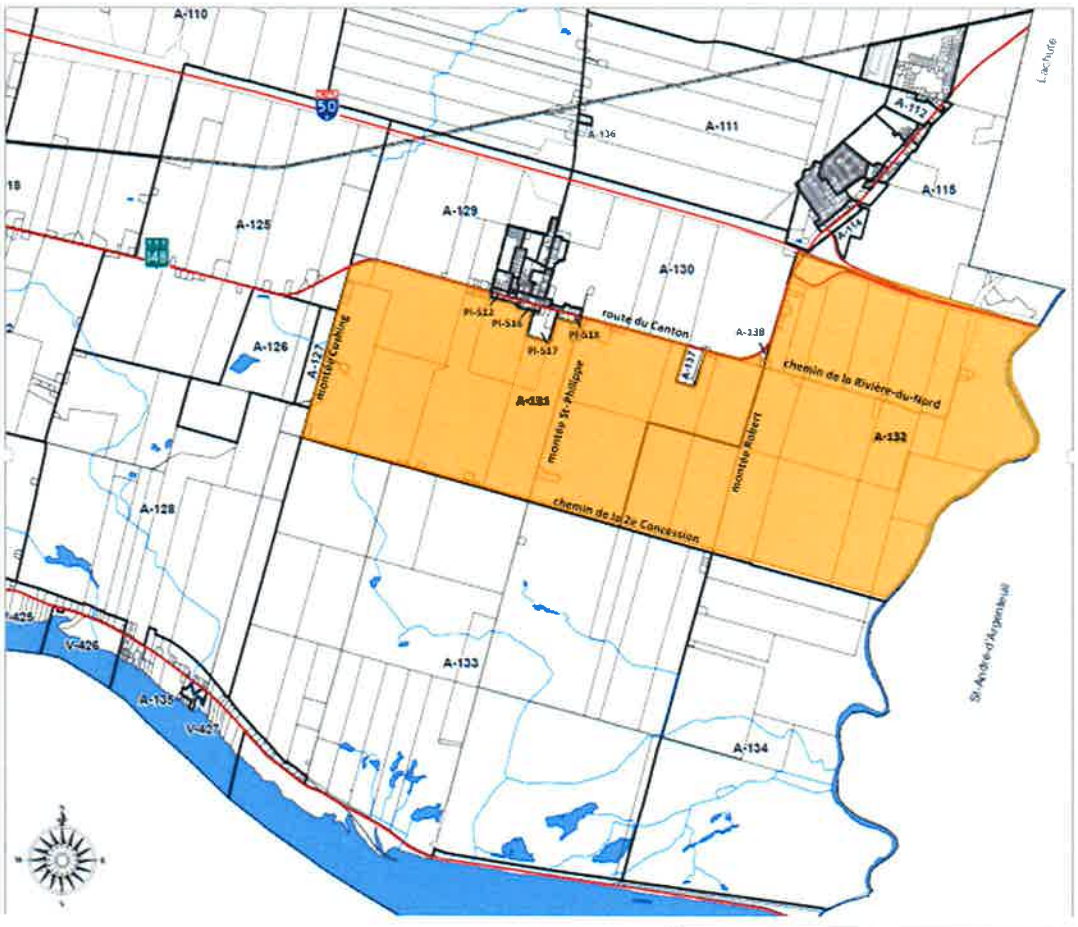 A-110
Lachute
50
A-112
A-136
A-111
A-115
A-129
A-125
A-114
148
A-130
PI-512
PI-516
PI-518
route du Canton
A-138
PI-517
A-126
A-127
montée Cushing
A-137
chemin de la Rivière-du-Nord
A-131
montée St-Philippe
montée Robert
A-132
A-128
chemin de la 2e Concession
St-André-d'Argenteuil
V-426
A-133
A-135
V-427
A-134